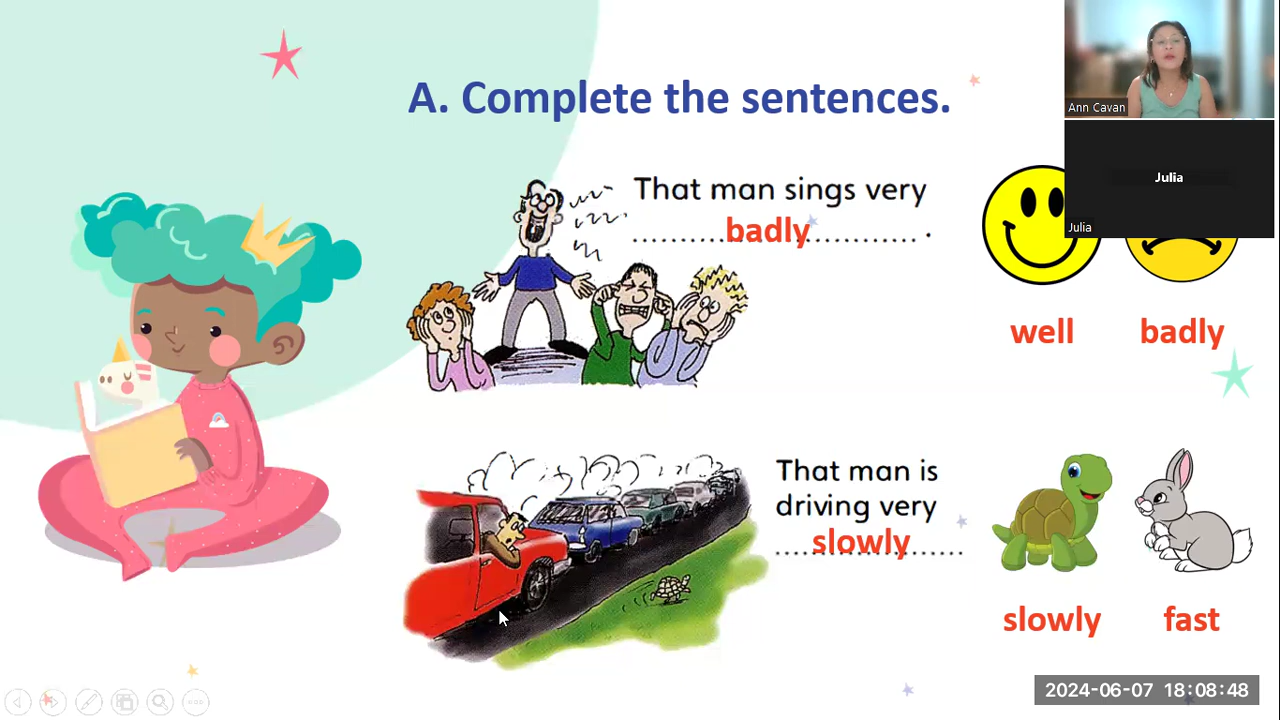 A. Complete the sentences.
That man sings very
badly
.............................. .
well
badly
That man is
driving very
slowly
....................
slowly
fast
Ann Cavan
Julia
Julia
2024-06-07 18:08:48